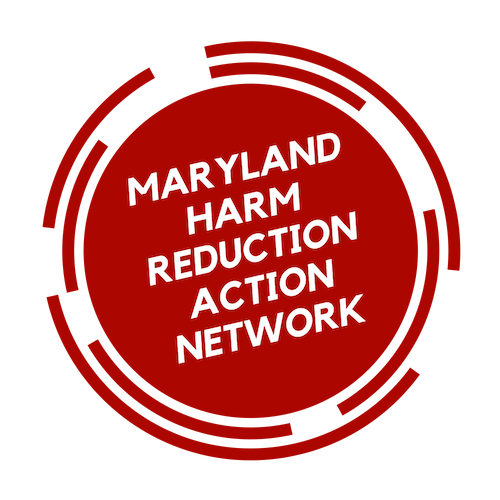 MARYLAND
HARM
REDUCTION
ACTION
NETWORK